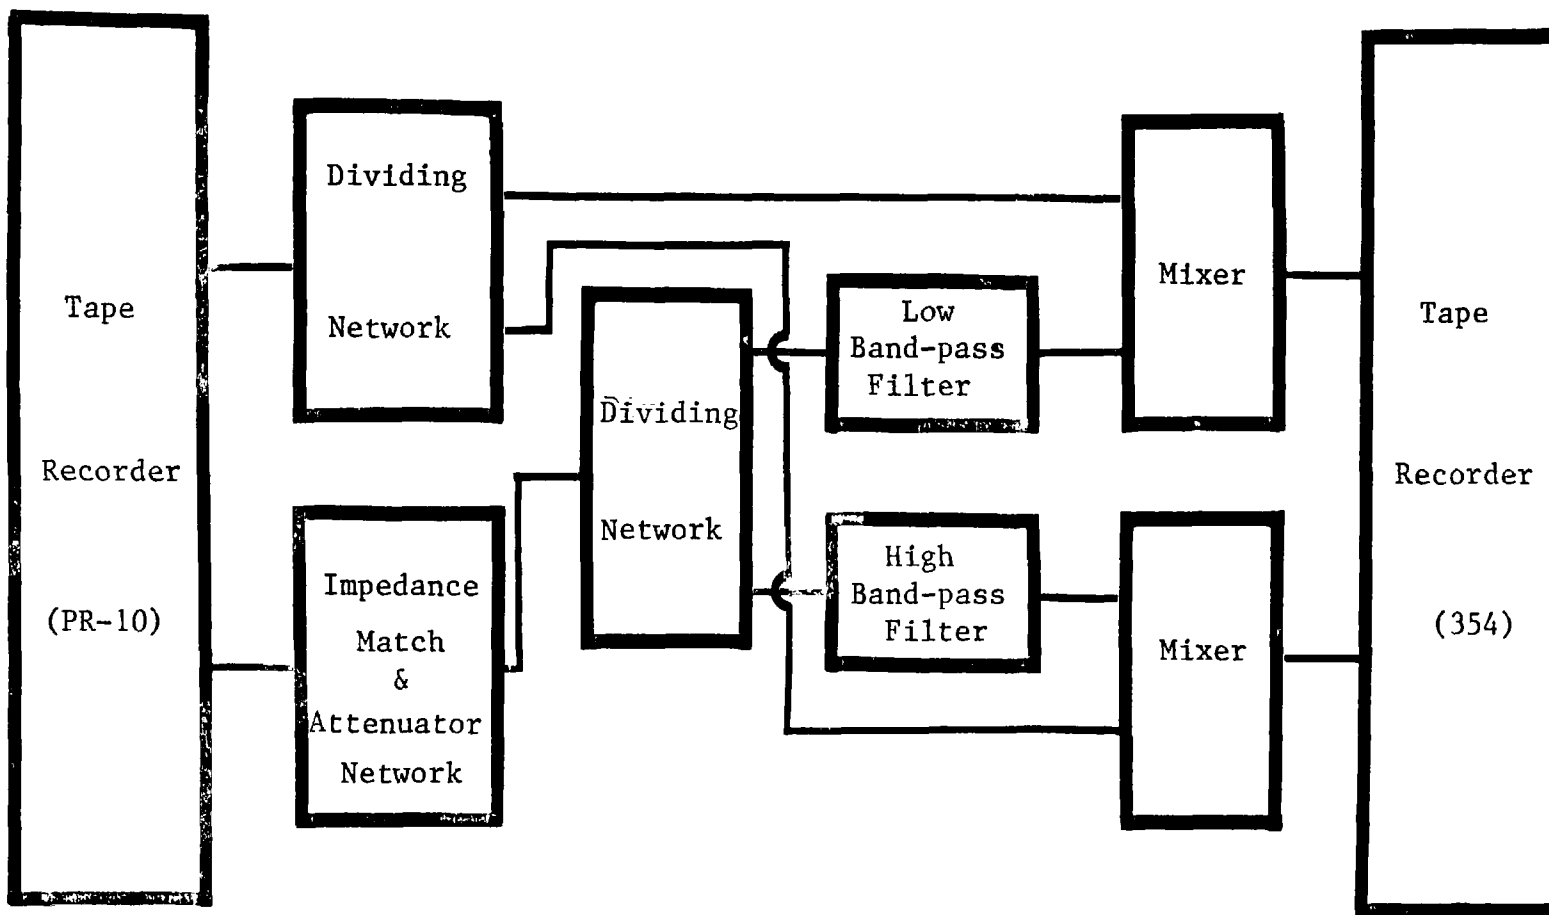 Tape
Recorder
(PR-10)
Dividing
Network
Impedance
Match
&
Attenuator
Network
Dividing
Network
Low
Band-pass
Filter
High
Band-pass
Filter
Mixer
Mixer
Tape
Recorder
(354)